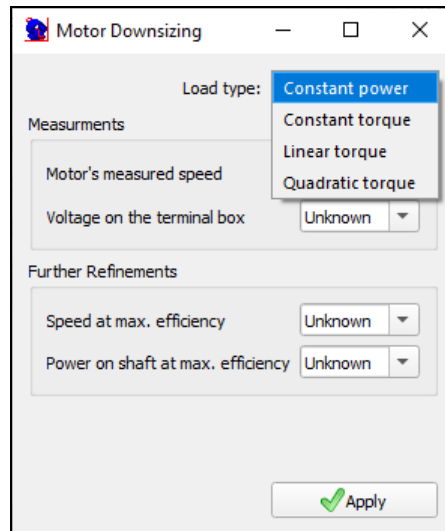 Motor Downsizing
Load type: Constant power
Constant torque
Linear torque
Quadratic torque
Measurments
Motor's measured speed
Voltage on the terminal box Unknown
Further Refinements
Speed at max. efficiency Unknown
Power on shaft at max. efficiency Unknown
Apply